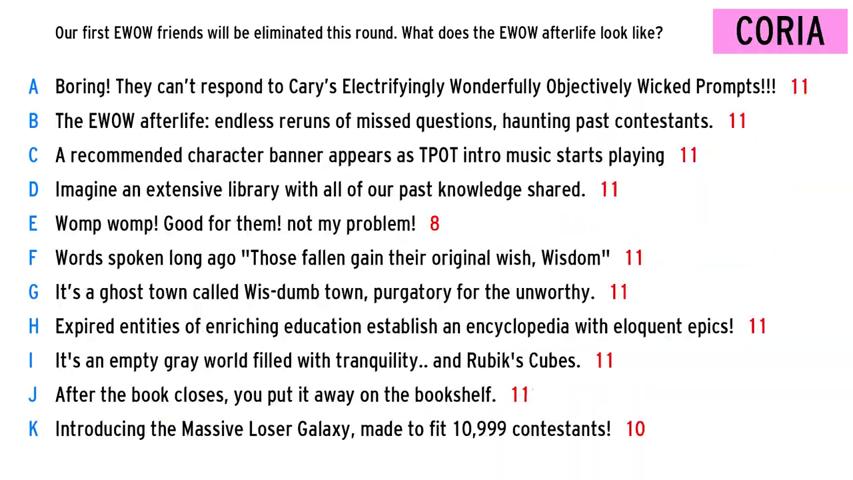 Our first EWOW friends will be eliminated this round. What does the EWOW afterlife look like?
CORIA
A Boring! They can't respond to Cary's Electrifyingly Wonderfully Objectively Wicked Prompts!!! 11
B The EWOW afterlife: endless reruns of missed questions, haunting past contestants. 11
C A recommended character banner appears as TPOT intro music starts playing 11
D Imagine an extensive library with all of our past knowledge shared. 11
E Womp womp! Good for them! not my problem! 8
F Words spoken long ago "Those fallen gain their original wish, Wisdom" 11
G It's a ghost town called Wis-dumb town, purgatory for the unworthy. 11
H Expired entities of enriching education establish an encyclopedia with eloquent epics! 11
I It's an empty gray world filled with tranquility.. and Rubik's Cubes. 11
J After the book closes, you put it away on the bookshelf. 11
K Introducing the Massive Loser Galaxy, made to fit 10,999 contestants! 10